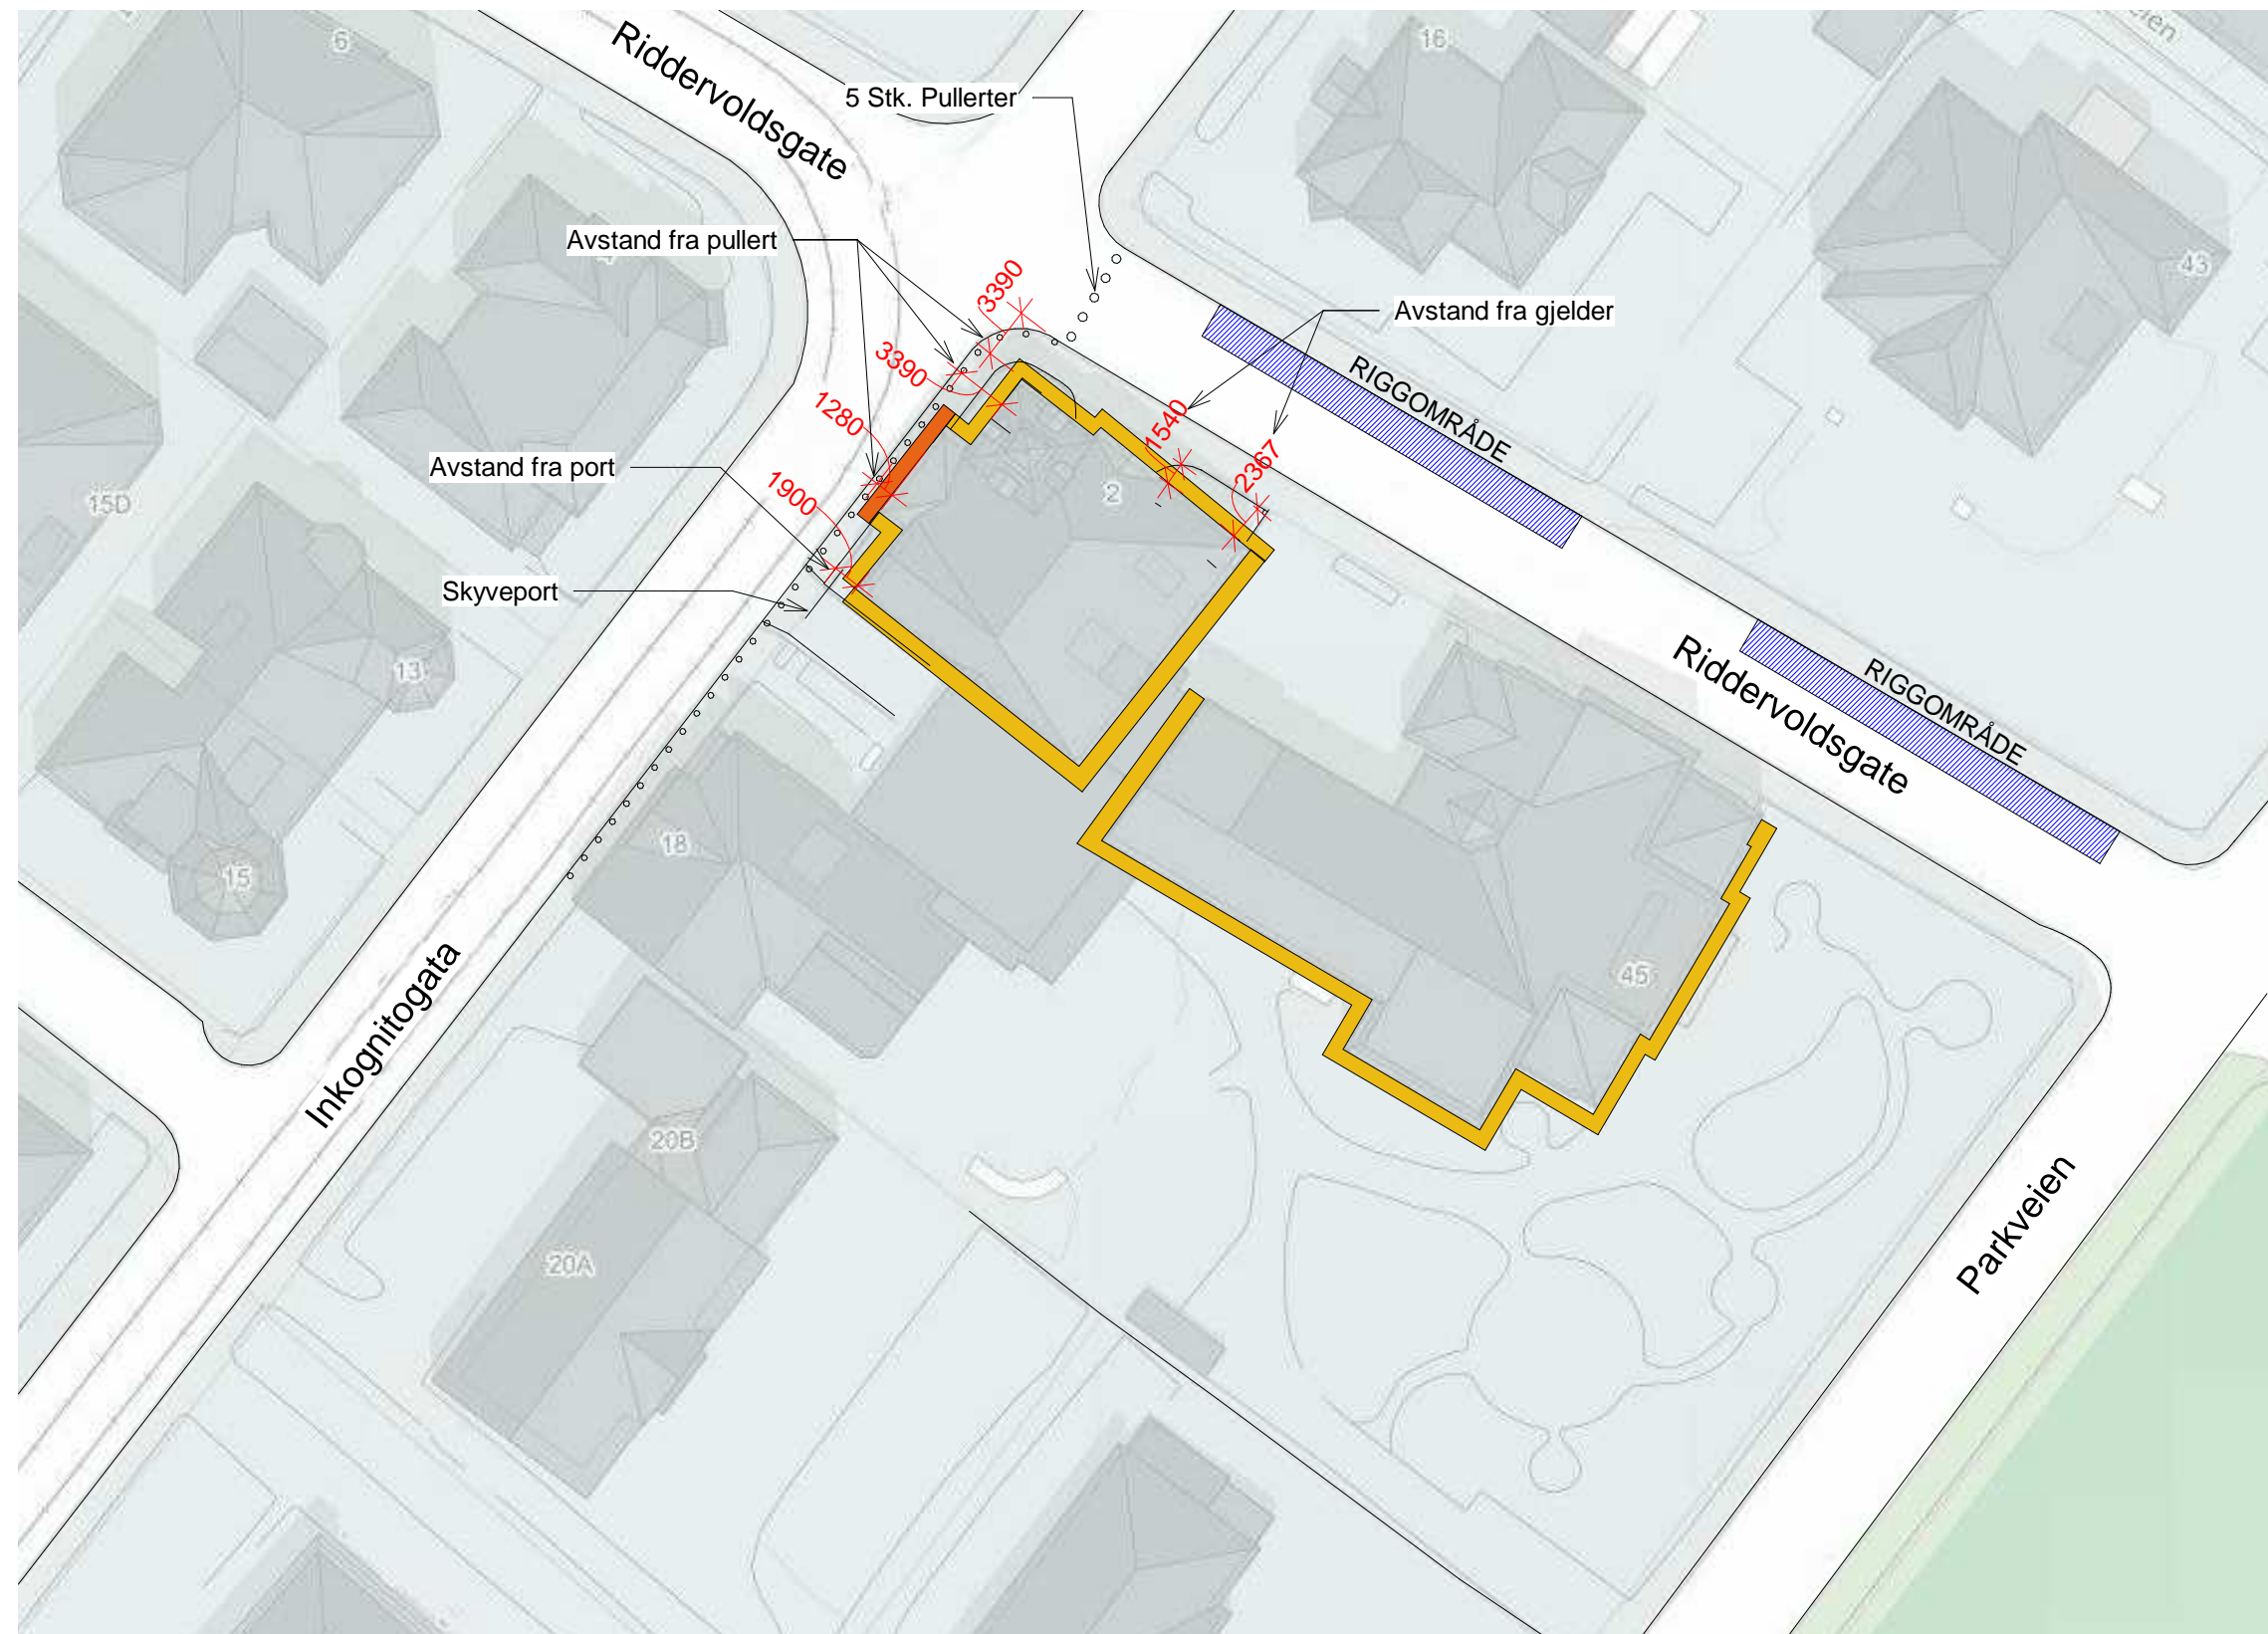 6
Riddervoldsgate
5 Stk. Pullerter
16
eien
Avstand fra pullert
3390
43
Avstand fra gjelder
3390
RIGGOMRÅDE
1280
1540
Avstand fra port
2367
1900
15D
2
Skyveport
13
Riddervoldsgate
RIGGOMRÅDE
18
15
45
Inkognitogata
20B
Parkveien
20A